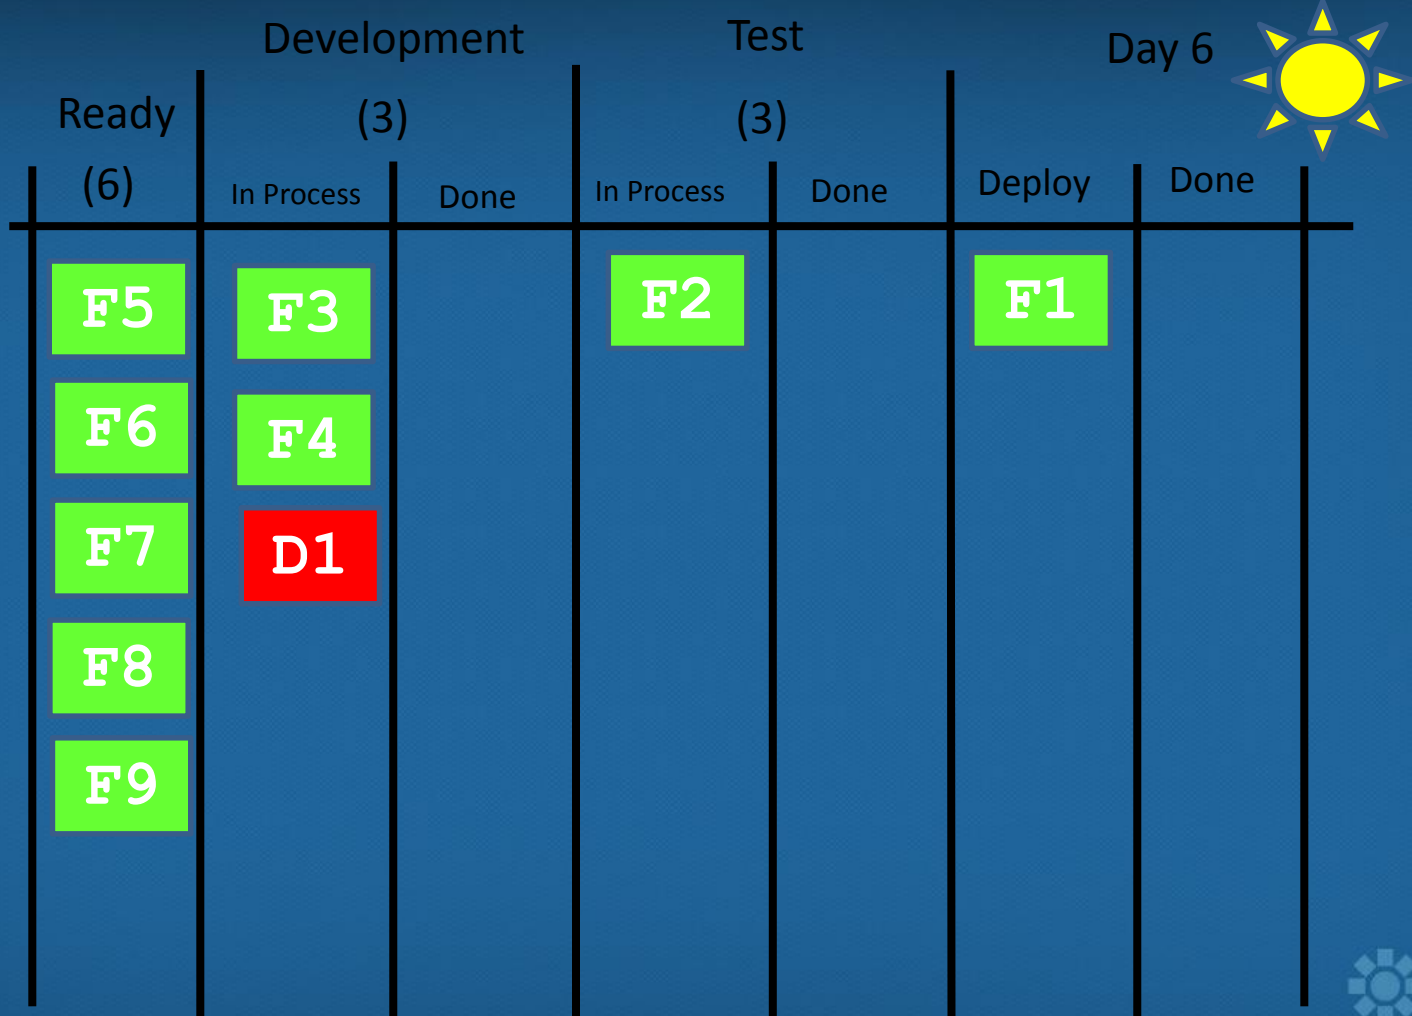 Development
Test
Day 6
Ready
(3)
(3)
(6)
In Process
Done
In Process
Done
Deploy
Done
F5
F3
F2
F1
F6
F4
F7
D1
F8
F9